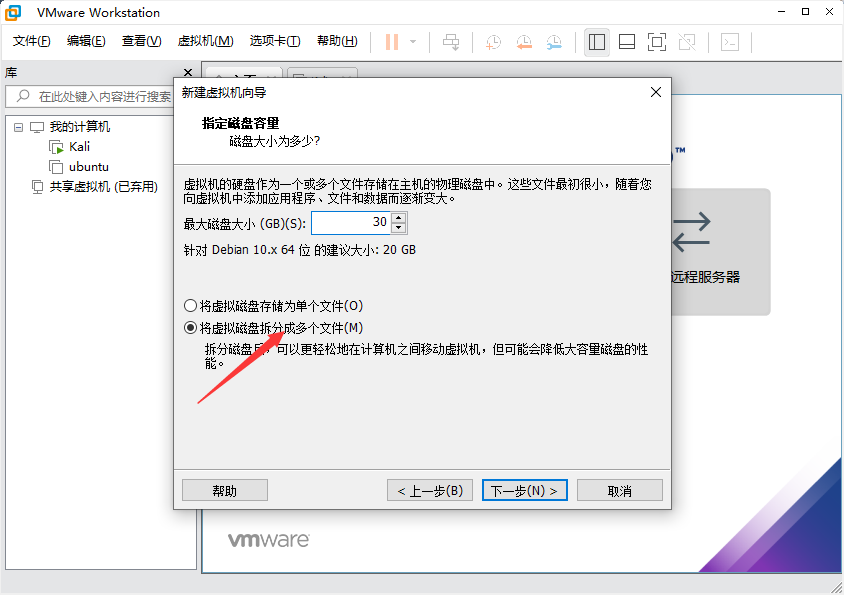 VMware Workstation
文件(F) 编辑(E) 查看(V) 虚拟机(M) 选项卡(T) 帮助(H)
库
在此处键入内容进行搜索
我的计算机
Kali
ubuntu
共享虚拟机 (已弃用)
新建虚拟机向导
指定磁盘容量
磁盘大小为多少?
虚拟机的硬盘作为一个或多个文件存储在主机的物理磁盘中。这些文件最初很小，随着您
向虚拟机中添加应用程序、文件和数据而逐渐变大。
最大磁盘大小 (GB)(S): 30
针对 Debian 10.x 64 位 的建议大小: 20 GB
将虚拟磁盘存储为单个文件(O)
将虚拟磁盘拆分成多个文件(M)
拆分磁盘后，可以更轻松地在计算机之间移动虚拟机，但可能会降低大容量磁盘的性
能。
帮助
< 上一步(B)
下一步(N) >
取消
™
远程服务器
vmware